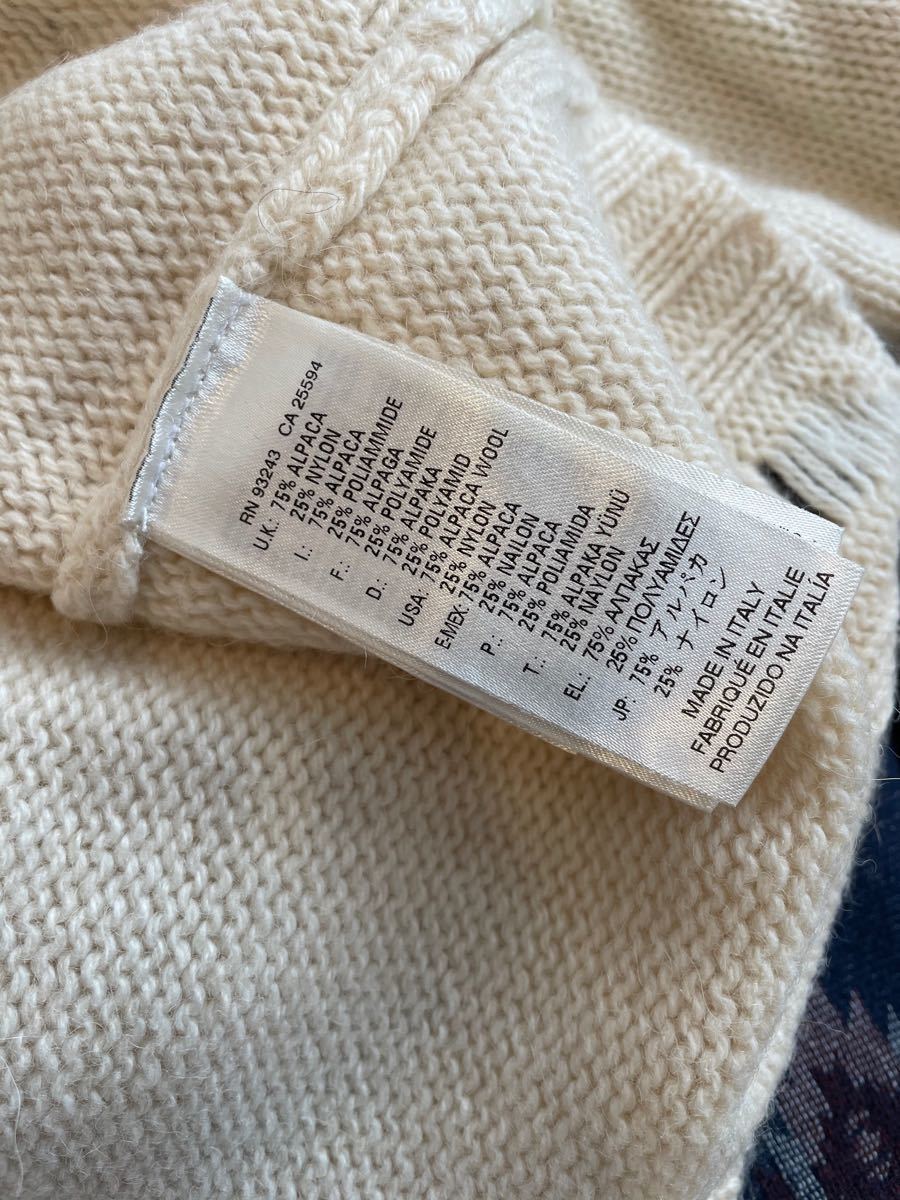 RN 93243 CA 25594
UK: 75% ALPACA
25% NYLON
I.: 75% ALPACA
25% POLIAMMIDE
F.: 75% ALPAGA
25% POLYAMIDE
D.: 75% ALPAKA
25% POLYAMID
USA: 75% ALPACA WOOL
25% NYLON
E-MEX: 75% ALPACA
25% NAILON
P.: 75% ALPACA
25% POLIAMIDA
T.: 75% ALPAKA YÜNÜ
25% NAYLON
EL.: 75% ΑΛΠΑΚΑΣ
25% ΠΟΛΥΑΜΙΔΕΣ
JP: 75% アルパカ
25% ナイロン
MADE IN ITALY
FABRIQUÉ EN ITALIE
PRODUZIDO NA ITALÍA